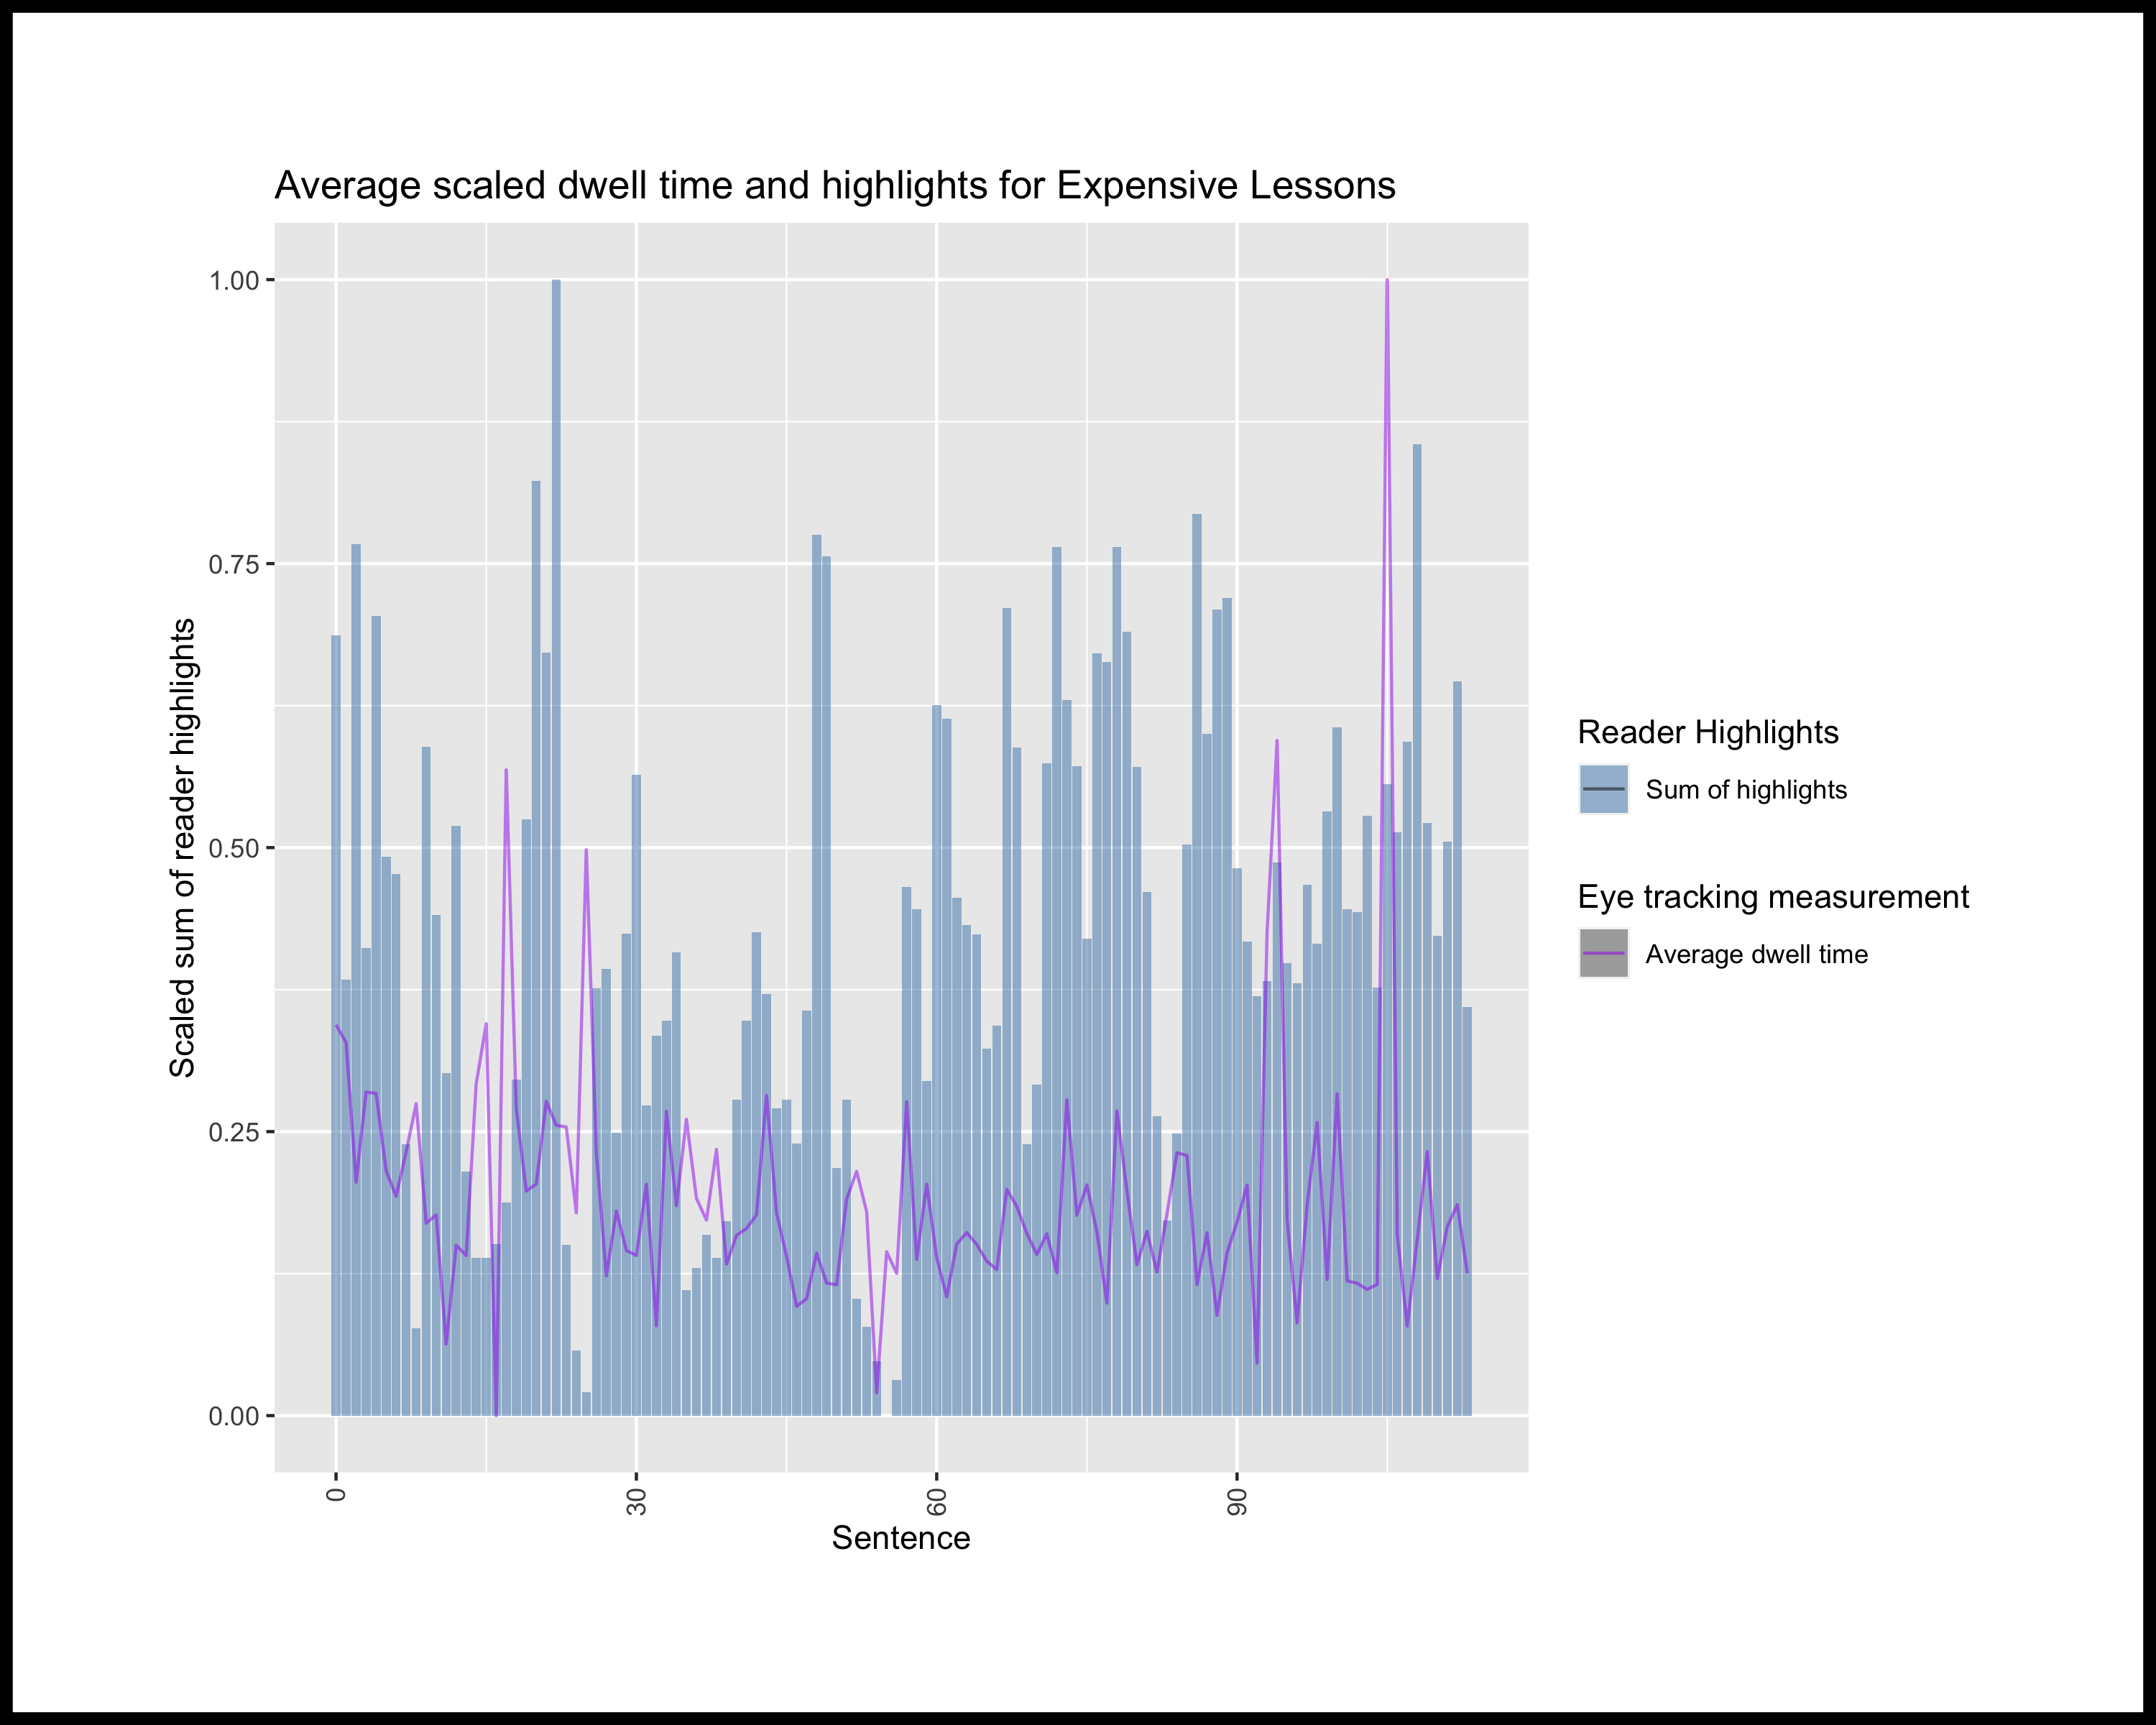 Average scaled dwell time and highlights for Expensive Lessons
1.00
0.75
0.50
0.25
0.00
Scaled sum of reader highlights
0
30
60
90
Sentence
Reader Highlights
Sum of highlights
Eye tracking measurement
Average dwell time